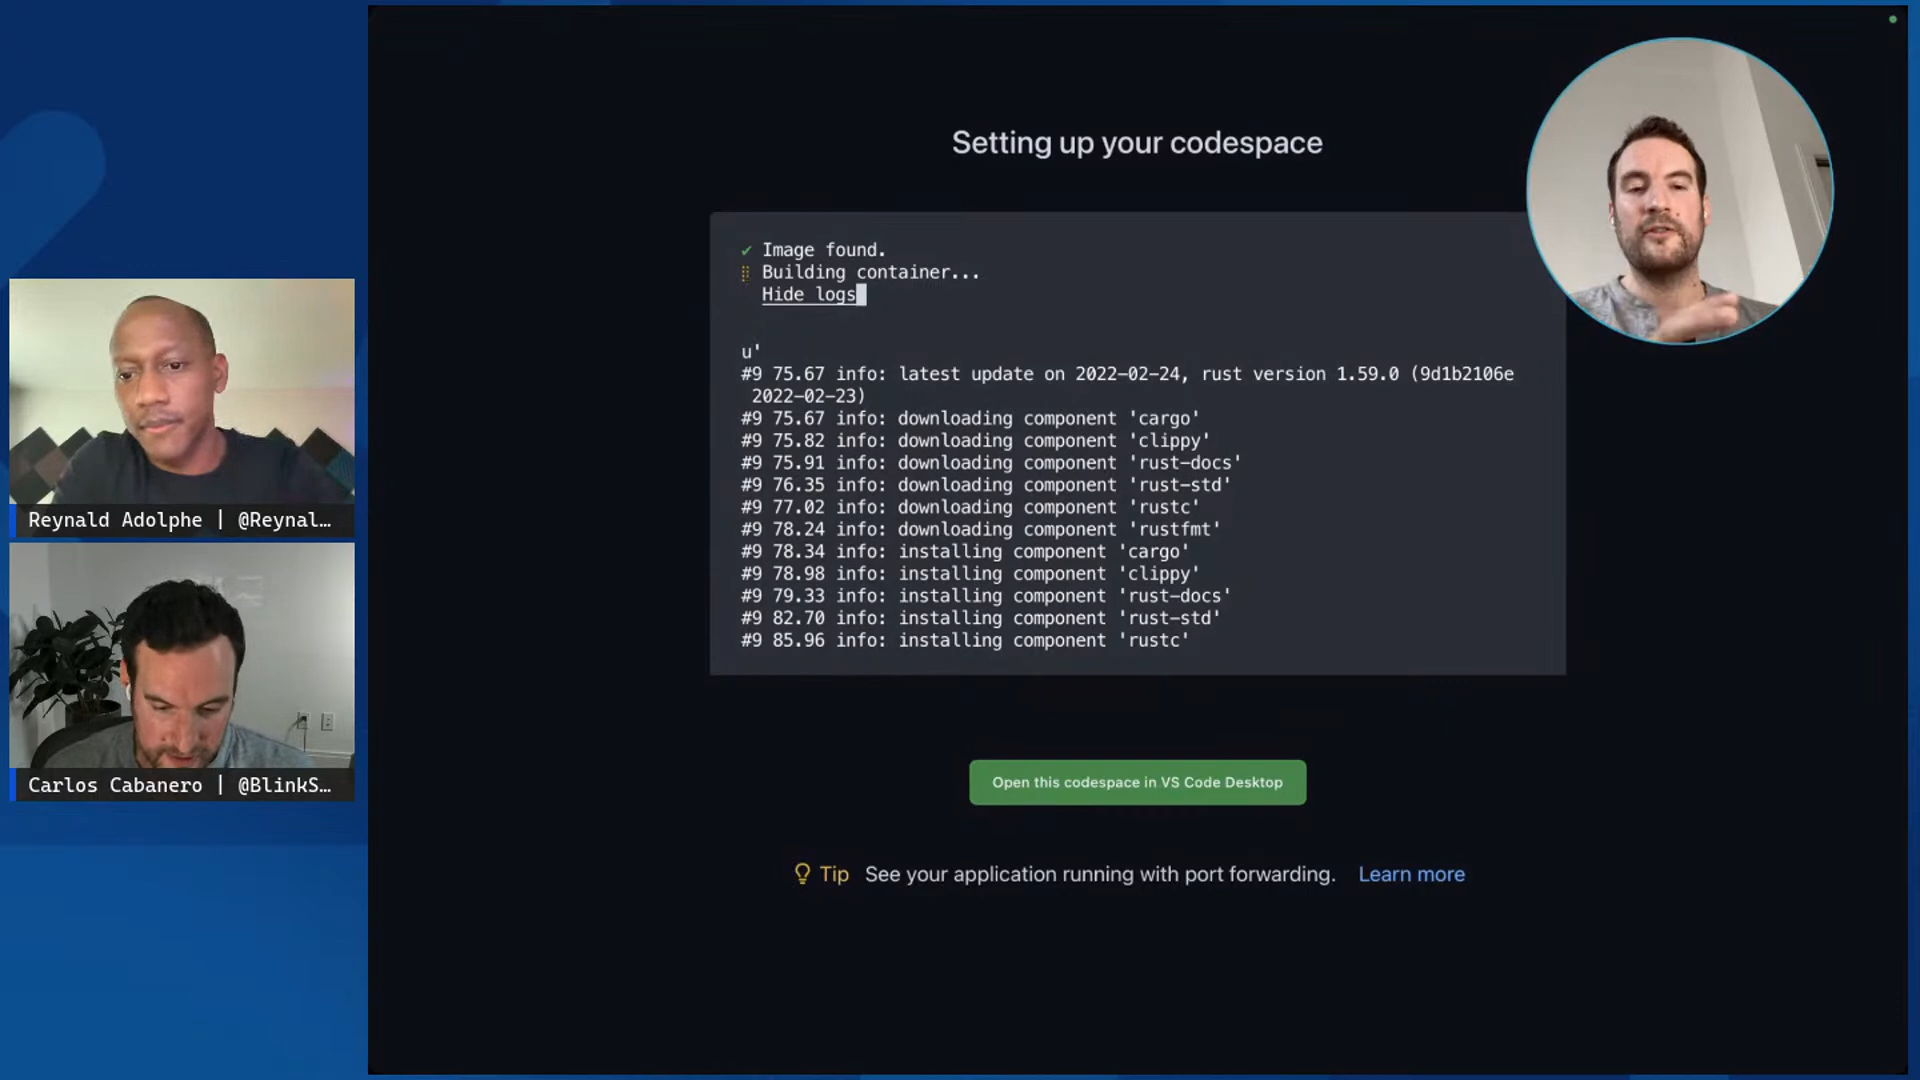 Setting up your codespace
✓ Image found.
Building container...
Hide logs
u'
#9 75.67 info: latest update on 2022-02-24, rust version 1.59.0 (9d1b2106e
2022-02-23)
#9 75.67 info: downloading component 'cargo'
#9 75.82 info: downloading component 'clippy'
#9 75.91 info: downloading component 'rust-docs'
#9 76.35 info: downloading component 'rust-std'
#9 77.02 info: downloading component 'rustc'
#9 78.24 info: downloading component 'rustfmt'
#9 78.34 info: installing component 'cargo'
#9 78.98 info: installing component 'clippy'
#9 79.33 info: installing component 'rust-docs'
#9 82.70 info: installing component 'rust-std'
#9 85.96 info: installing component 'rustc'
Open this codespace in VS Code Desktop
Tip See your application running with port forwarding. Learn more
Reynald Adolphe | @Reynal...
Carlos Cabanero | @BlinkS...